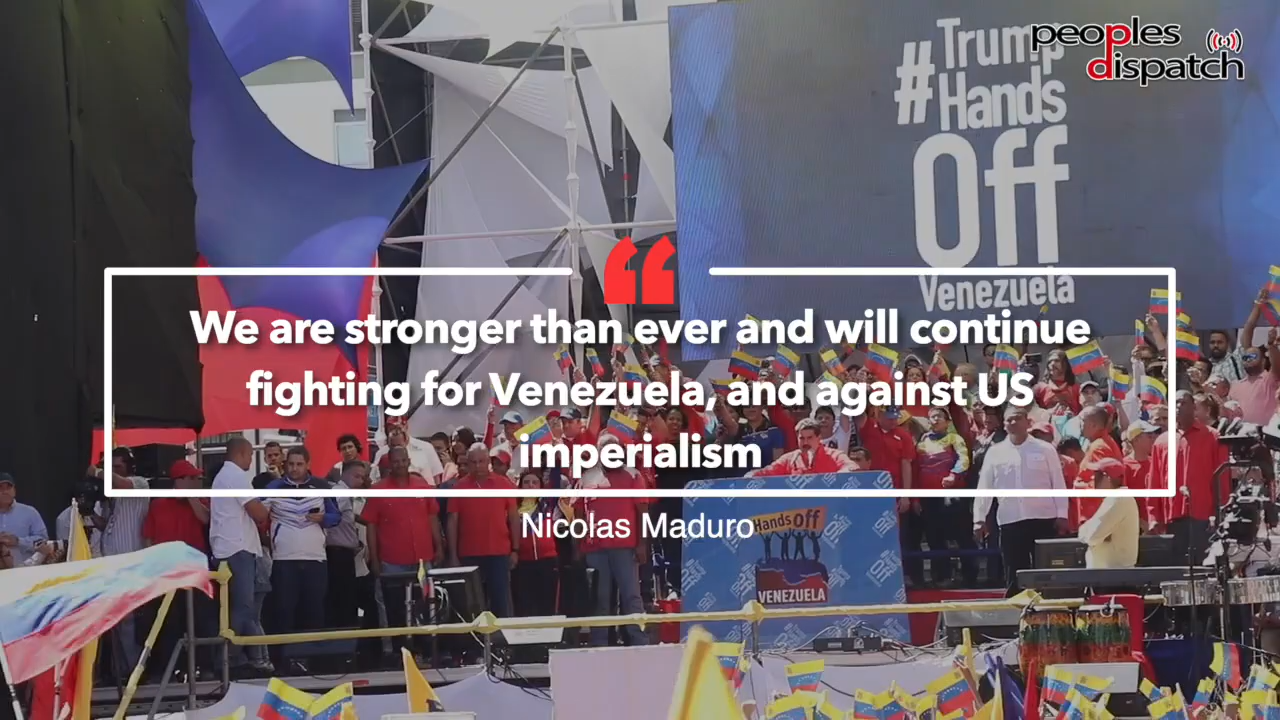 peoples
dispatch
#Trump
Hands
Off
Venezuela
“
We are stronger than ever and will continue
fighting for Venezuela, and against US
imperialism
Nicolas Maduro
Hands off
VENEZUELA